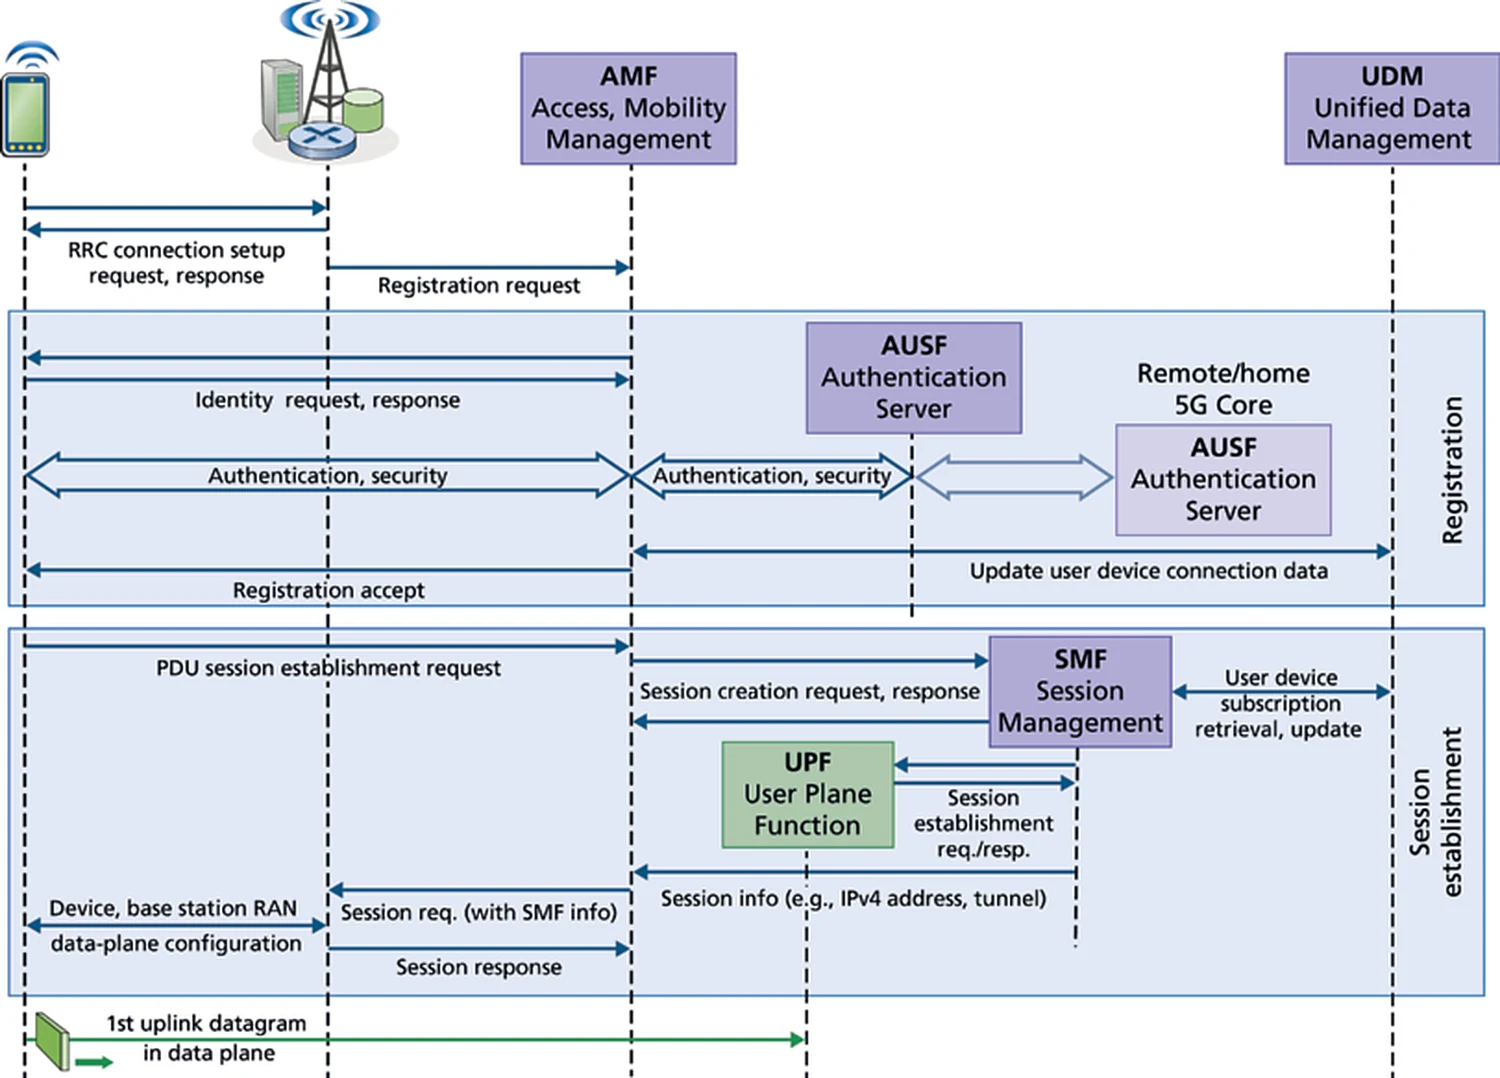 AMF
Access, Mobility
Management
UDM
Unified Data
Management
RRC connection setup
request, response
Registration request
AUSF
Authentication
Server
Remote/home
5G Core
AUSF
Authentication
Server
Identity request, response
Authentication, security
Authentication, security
Registration
Update user device connection data
Registration accept
PDU session establishment request
Session creation request, response
SMF
Session
Management
User device
subscription
retrieval, update
UPF
User Plane
Function
Session
establishment
req./resp.
Session
establishment
Session info (e.g., IPv4 address, tunnel)
Device, base station RAN
data-plane configuration
Session req. (with SMF info)
Session response
1st uplink datagram
in data plane